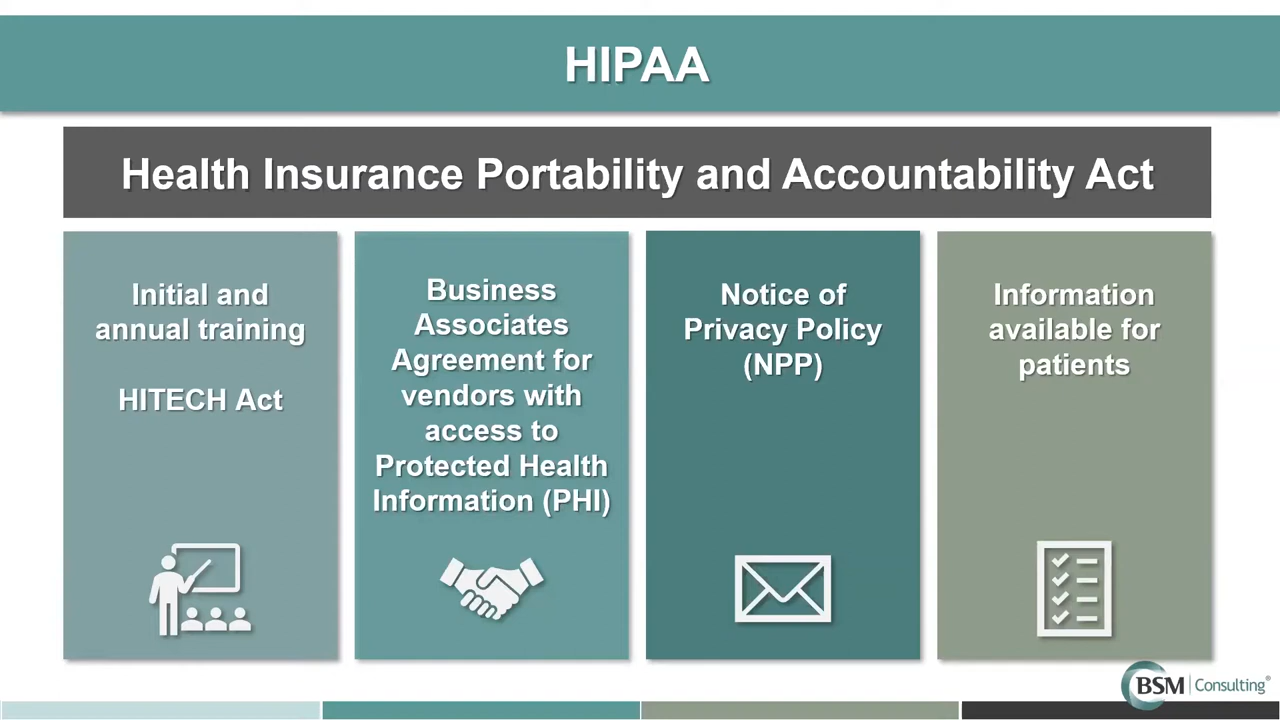 HIPAA
Health Insurance Portability and Accountability Act
Initial and
annual training
HITECH Act
Business
Associates
Agreement for
vendors with
access to
Protected Health
Information (PHI)
Notice of
Privacy Policy
(NPP)
Information
available for
patients
BSM | Consulting®